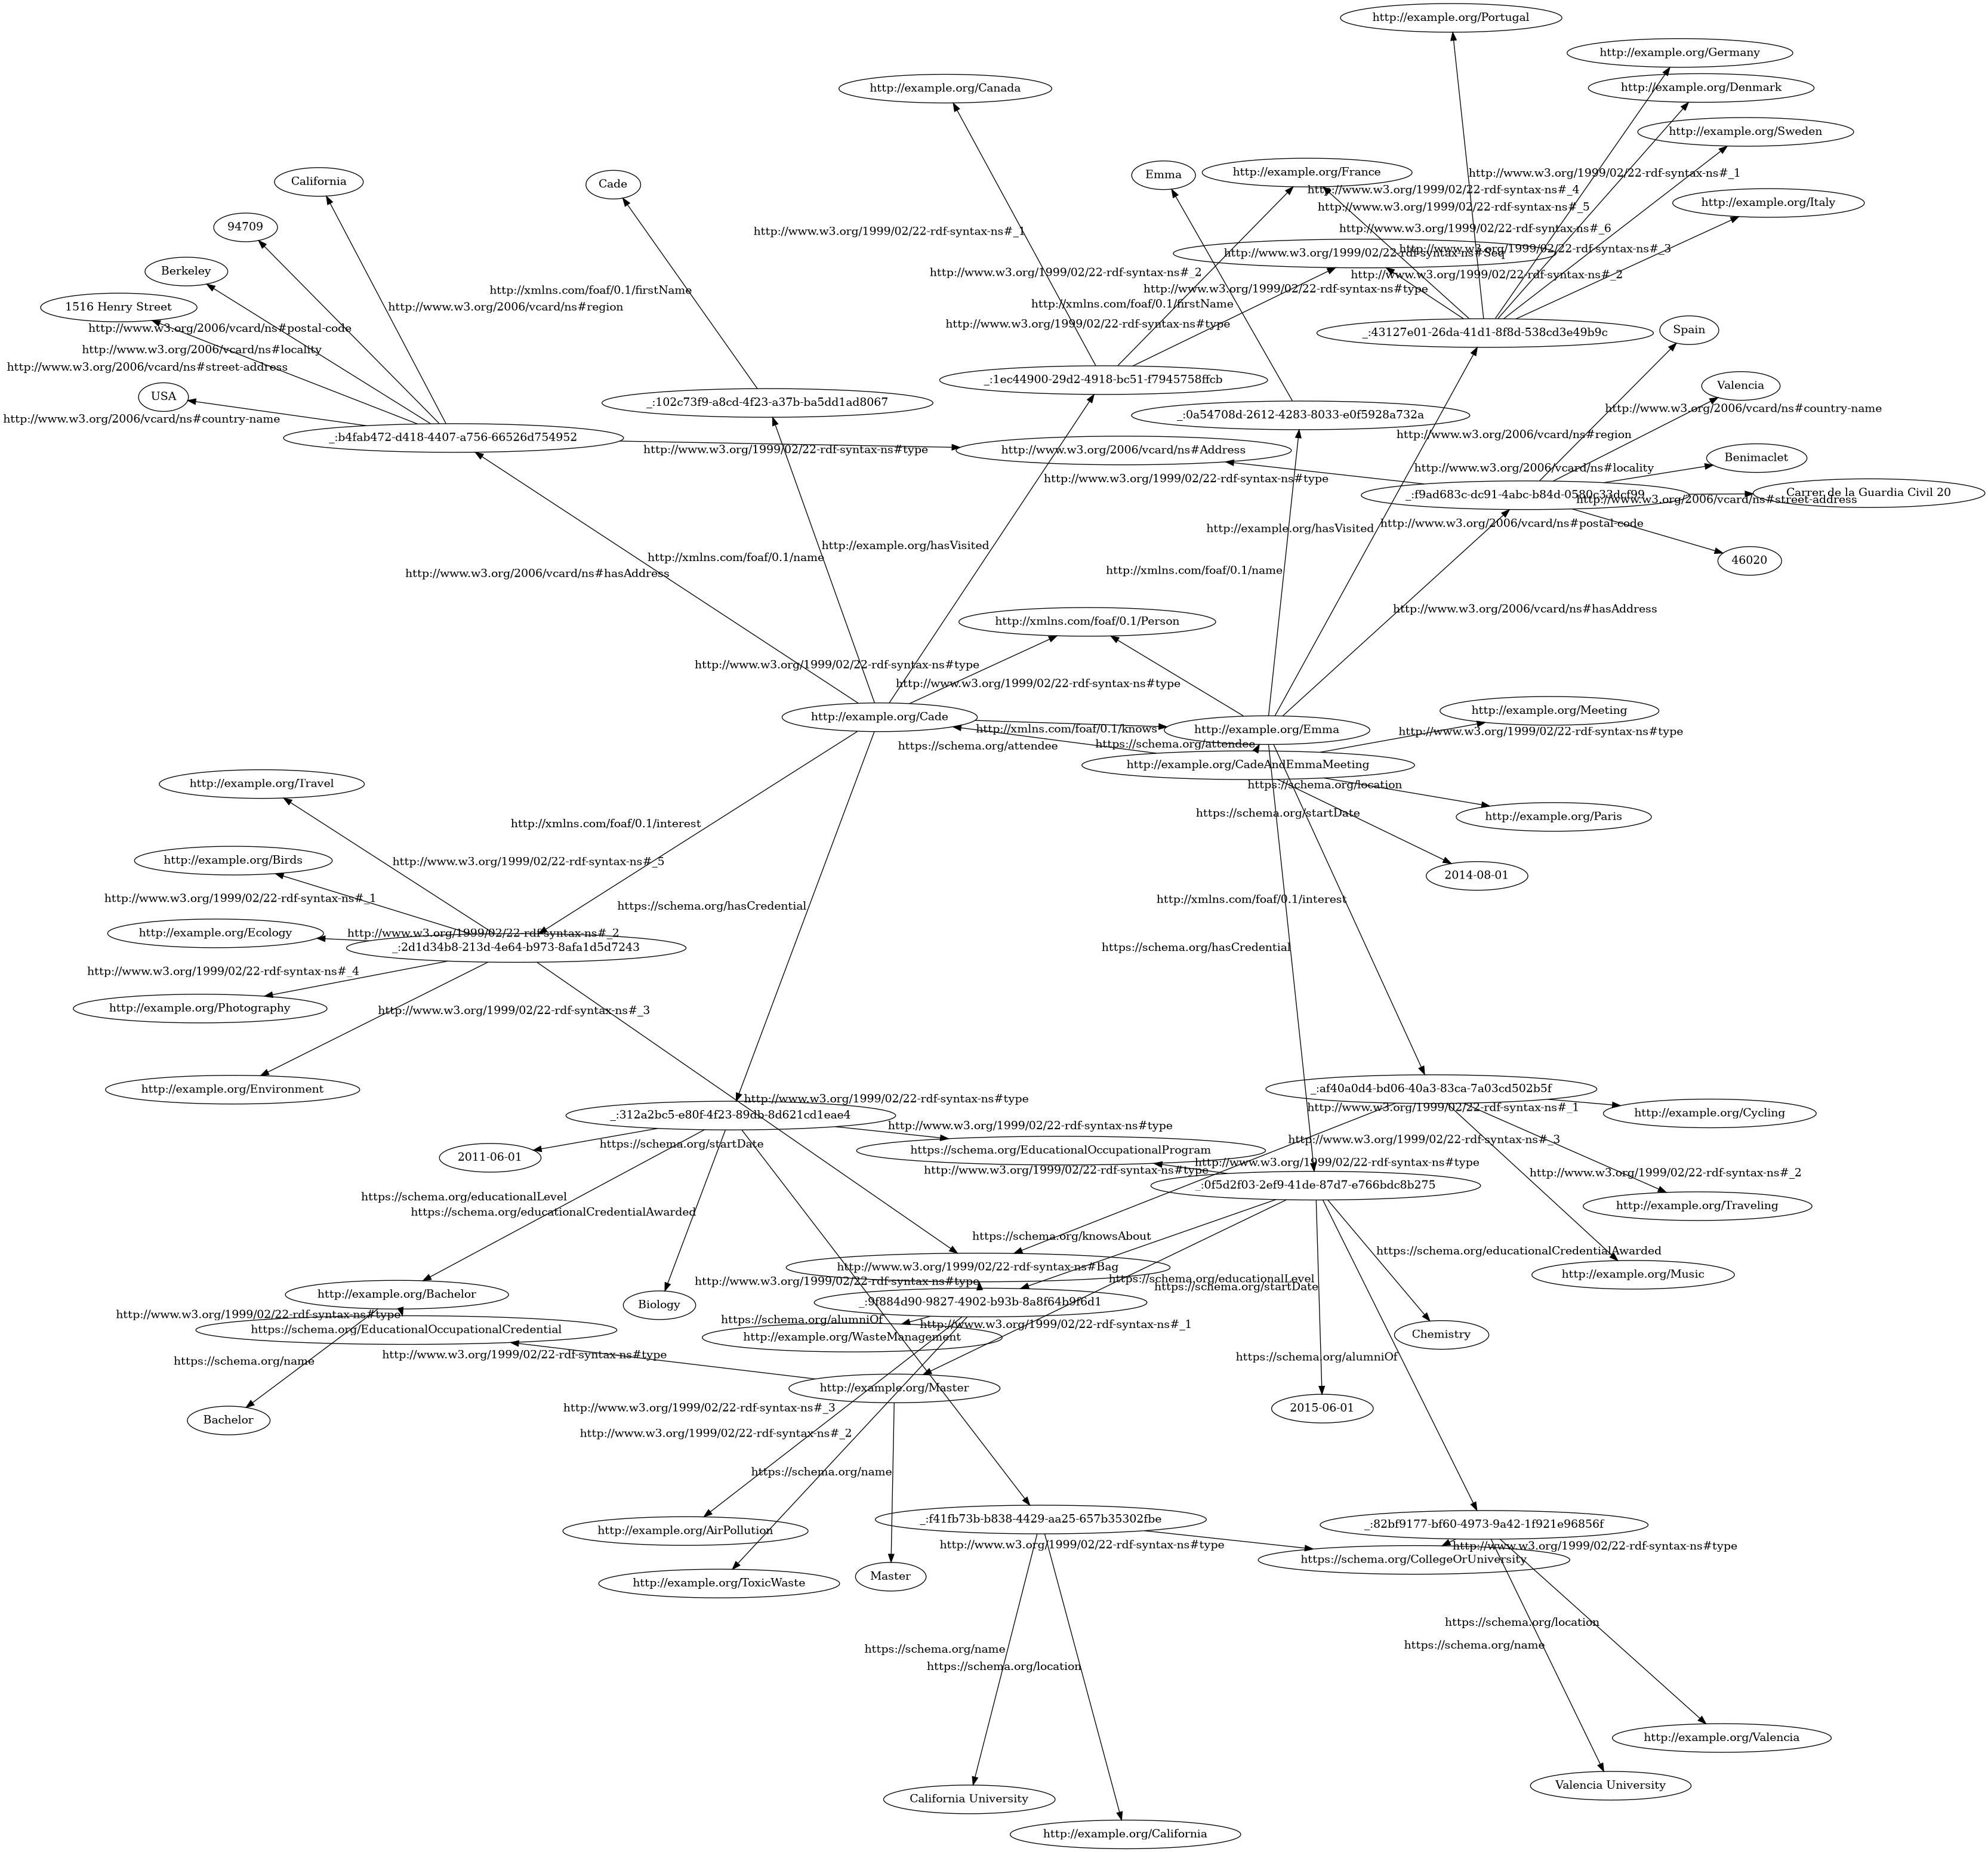 http://example.org/Portugal
http://example.org/Germany
http://example.org/Canada
http://example.org/Denmark
http://example.org/Sweden
http://www.w3.org/1999/02/22-rdf-syntax-ns#_1
http://example.org/France
Emma
California
Cade
http://www.w3.org/1999/02/22-rdf-syntax-ns#_4
http://example.org/Italy
http://www.w3.org/1999/02/22-rdf-syntax-ns#_5
94709
http://www.w3.org/1999/02/22-rdf-syntax-ns#_6
http://www.w3.org/1999/02/22-rdf-syntax-ns#_1
http://www.w3.org/1999/02/22-rdf-syntax-ns#_3
http://www.w3.org/1999/02/22-rdf-syntax-ns#Seq
Berkeley
http://www.w3.org/1999/02/22-rdf-syntax-ns#_2
http://www.w3.org/1999/02/22-rdf-syntax-ns#_2
http://xmlns.com/foaf/0.1/firstName
http://www.w3.org/1999/02/22-rdf-syntax-ns#type
1516 Henry Street
http://www.w3.org/2006/vcard/ns#region
http://xmlns.com/foaf/0.1/firstName
http://www.w3.org/2006/vcard/ns#postal-code
http://www.w3.org/1999/02/22-rdf-syntax-ns#type
_:43127e01-26da-41d1-8f8d-538cd3e49b9c
Spain
http://www.w3.org/2006/vcard/ns#locality
http://www.w3.org/2006/vcard/ns#street-address
_:1ec44900-29d2-4918-bc51-f7945758ffcb
Valencia
USA
_:102c73f9-a8cd-4f23-a37b-ba5dd1ad8067
http://www.w3.org/2006/vcard/ns#country-name
_:0a54708d-2612-4283-8033-e0f5928a732a
http://www.w3.org/2006/vcard/ns#country-name
_:b4fab472-d418-4407-a756-66526d754952
http://www.w3.org/2006/vcard/ns#region
http://www.w3.org/1999/02/22-rdf-syntax-ns#type
http://www.w3.org/2006/vcard/ns#Address
Benimaclet
http://www.w3.org/2006/vcard/ns#locality
http://www.w3.org/1999/02/22-rdf-syntax-ns#type
_:f9ad683c-dc91-4abc-b84d-0580c33dcf99
Carrer de la Guardia Civil 20
http://www.w3.org/2006/vcard/ns#street-address
http://example.org/hasVisited
http://www.w3.org/2006/vcard/ns#postal-code
http://example.org/hasVisited
http://xmlns.com/foaf/0.1/name
46020
http://www.w3.org/2006/vcard/ns#hasAddress
http://xmlns.com/foaf/0.1/name
http://www.w3.org/2006/vcard/ns#hasAddress
http://xmlns.com/foaf/0.1/Person
http://www.w3.org/1999/02/22-rdf-syntax-ns#type
http://www.w3.org/1999/02/22-rdf-syntax-ns#type
http://example.org/Meeting
http://example.org/Cade
http://xmlns.com/foaf/0.1/knows
http://example.org/Emma
http://www.w3.org/1999/02/22-rdf-syntax-ns#type
https://schema.org/attendee
https://schema.org/attendee
http://example.org/CadeAndEmmaMeeting
http://example.org/Travel
https://schema.org/location
https://schema.org/startDate
http://example.org/Paris
http://xmlns.com/foaf/0.1/interest
http://example.org/Birds
http://www.w3.org/1999/02/22-rdf-syntax-ns#_5
2014-08-01
http://www.w3.org/1999/02/22-rdf-syntax-ns#_1
http://xmlns.com/foaf/0.1/interest
https://schema.org/hasCredential
http://example.org/Ecology
http://www.w3.org/1999/02/22-rdf-syntax-ns#_2
_:2d1d34b8-213d-4e64-b973-8afa1d5d7243
https://schema.org/hasCredential
http://www.w3.org/1999/02/22-rdf-syntax-ns#_4
http://example.org/Photography
http://www.w3.org/1999/02/22-rdf-syntax-ns#_3
http://example.org/Environment
_:af40a0d4-bd06-40a3-83ca-7a03cd502b5f
http://www.w3.org/1999/02/22-rdf-syntax-ns#type
http://www.w3.org/1999/02/22-rdf-syntax-ns#_1
http://example.org/Cycling
_:312a2bc5-e80f-4f23-89db-8d621cd1eae4
http://www.w3.org/1999/02/22-rdf-syntax-ns#type
http://www.w3.org/1999/02/22-rdf-syntax-ns#_3
https://schema.org/startDate
https://schema.org/EducationalOccupationalProgram
2011-06-01
http://www.w3.org/1999/02/22-rdf-syntax-ns#type
http://www.w3.org/1999/02/22-rdf-syntax-ns#type
http://www.w3.org/1999/02/22-rdf-syntax-ns#_2
_:0f5d2f03-2ef9-41de-87d7-e766bdc8b275
https://schema.org/educationalLevel
http://example.org/Traveling
https://schema.org/educationalCredentialAwarded
https://schema.org/knowsAbout
https://schema.org/educationalCredentialAwarded
http://www.w3.org/1999/02/22-rdf-syntax-ns#Bag
http://example.org/Music
http://www.w3.org/1999/02/22-rdf-syntax-ns#type
https://schema.org/educationalLevel
https://schema.org/startDate
http://example.org/Bachelor
Biology
_:9f884d90-9827-4902-b93b-8a8f64b9f6d1
http://www.w3.org/1999/02/22-rdf-syntax-ns#type
https://schema.org/alumniOf
http://www.w3.org/1999/02/22-rdf-syntax-ns#_1
https://schema.org/EducationalOccupationalCredential
http://example.org/WasteManagement
Chemistry
http://www.w3.org/1999/02/22-rdf-syntax-ns#type
https://schema.org/name
https://schema.org/alumniOf
http://example.org/Master
http://www.w3.org/1999/02/22-rdf-syntax-ns#_3
2015-06-01
Bachelor
http://www.w3.org/1999/02/22-rdf-syntax-ns#_2
https://schema.org/name
_:f41fb73b-b838-4429-aa25-657b35302fbe
_:82bf9177-bf60-4973-9a42-1f921e96856f
http://example.org/AirPollution
http://www.w3.org/1999/02/22-rdf-syntax-ns#type
http://www.w3.org/1999/02/22-rdf-syntax-ns#type
https://schema.org/CollegeOrUniversity
Master
http://example.org/ToxicWaste
https://schema.org/location
https://schema.org/name
https://schema.org/name
https://schema.org/location
http://example.org/Valencia
Valencia University
California University
http://example.org/California